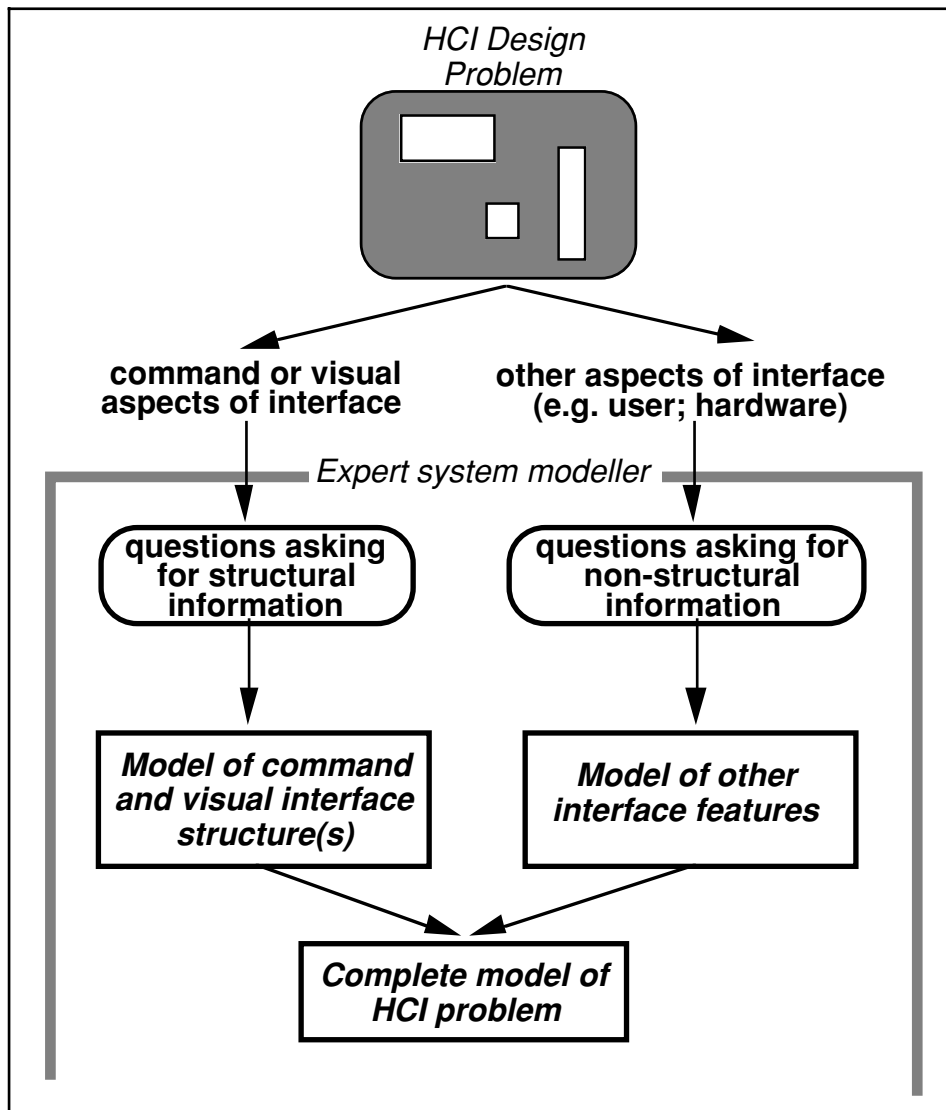 HCI Design
Problem
command or visual
aspects of interface
other aspects of interface
(e.g. user; hardware)
Expert system modeller
questions asking
for structural
information
questions asking for
non-structural
information
Model of command
and visual interface
structure(s)
Model of other
interface features
Complete model of
HCI problem